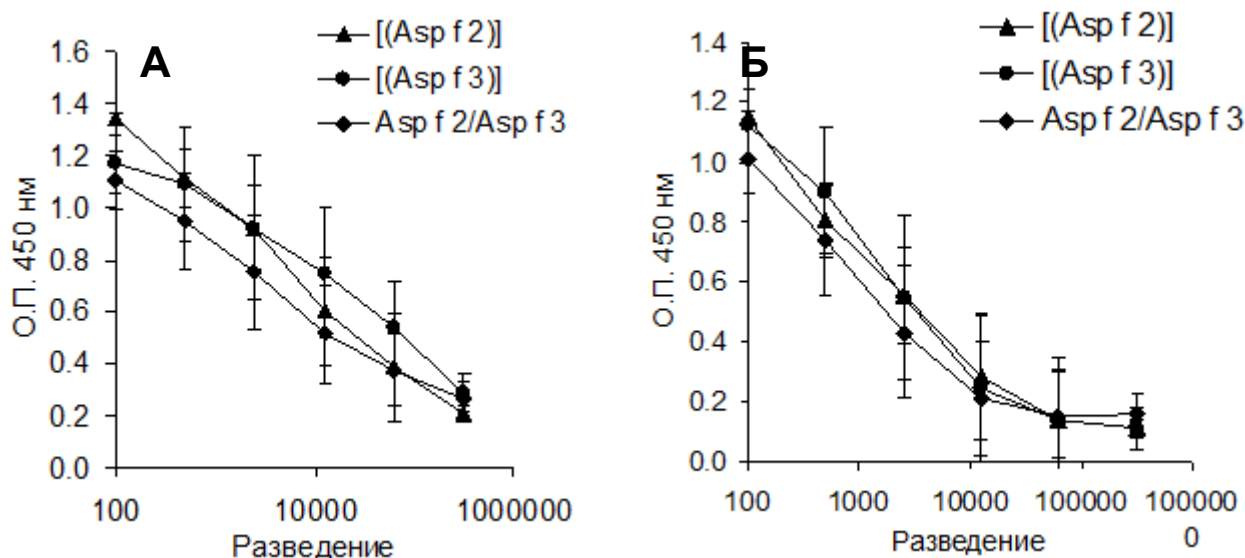 А
[(Asp f 2)]
[(Asp f 3)]
Asp f 2/Asp f 3
1.6
1.4
1.2
1.0
0.8
0.6
0.4
0.2
0.0
О.П. 450 нм
100 10000 1000000
Разведение
Б
[(Asp f 2)]
[(Asp f 3)]
Asp f 2/Asp f 3
1.4
1.2
1.0
0.8
0.6
0.4
0.2
0.0
О.П. 450 нм
100 1000 10000 100000 100000
0
Разведение